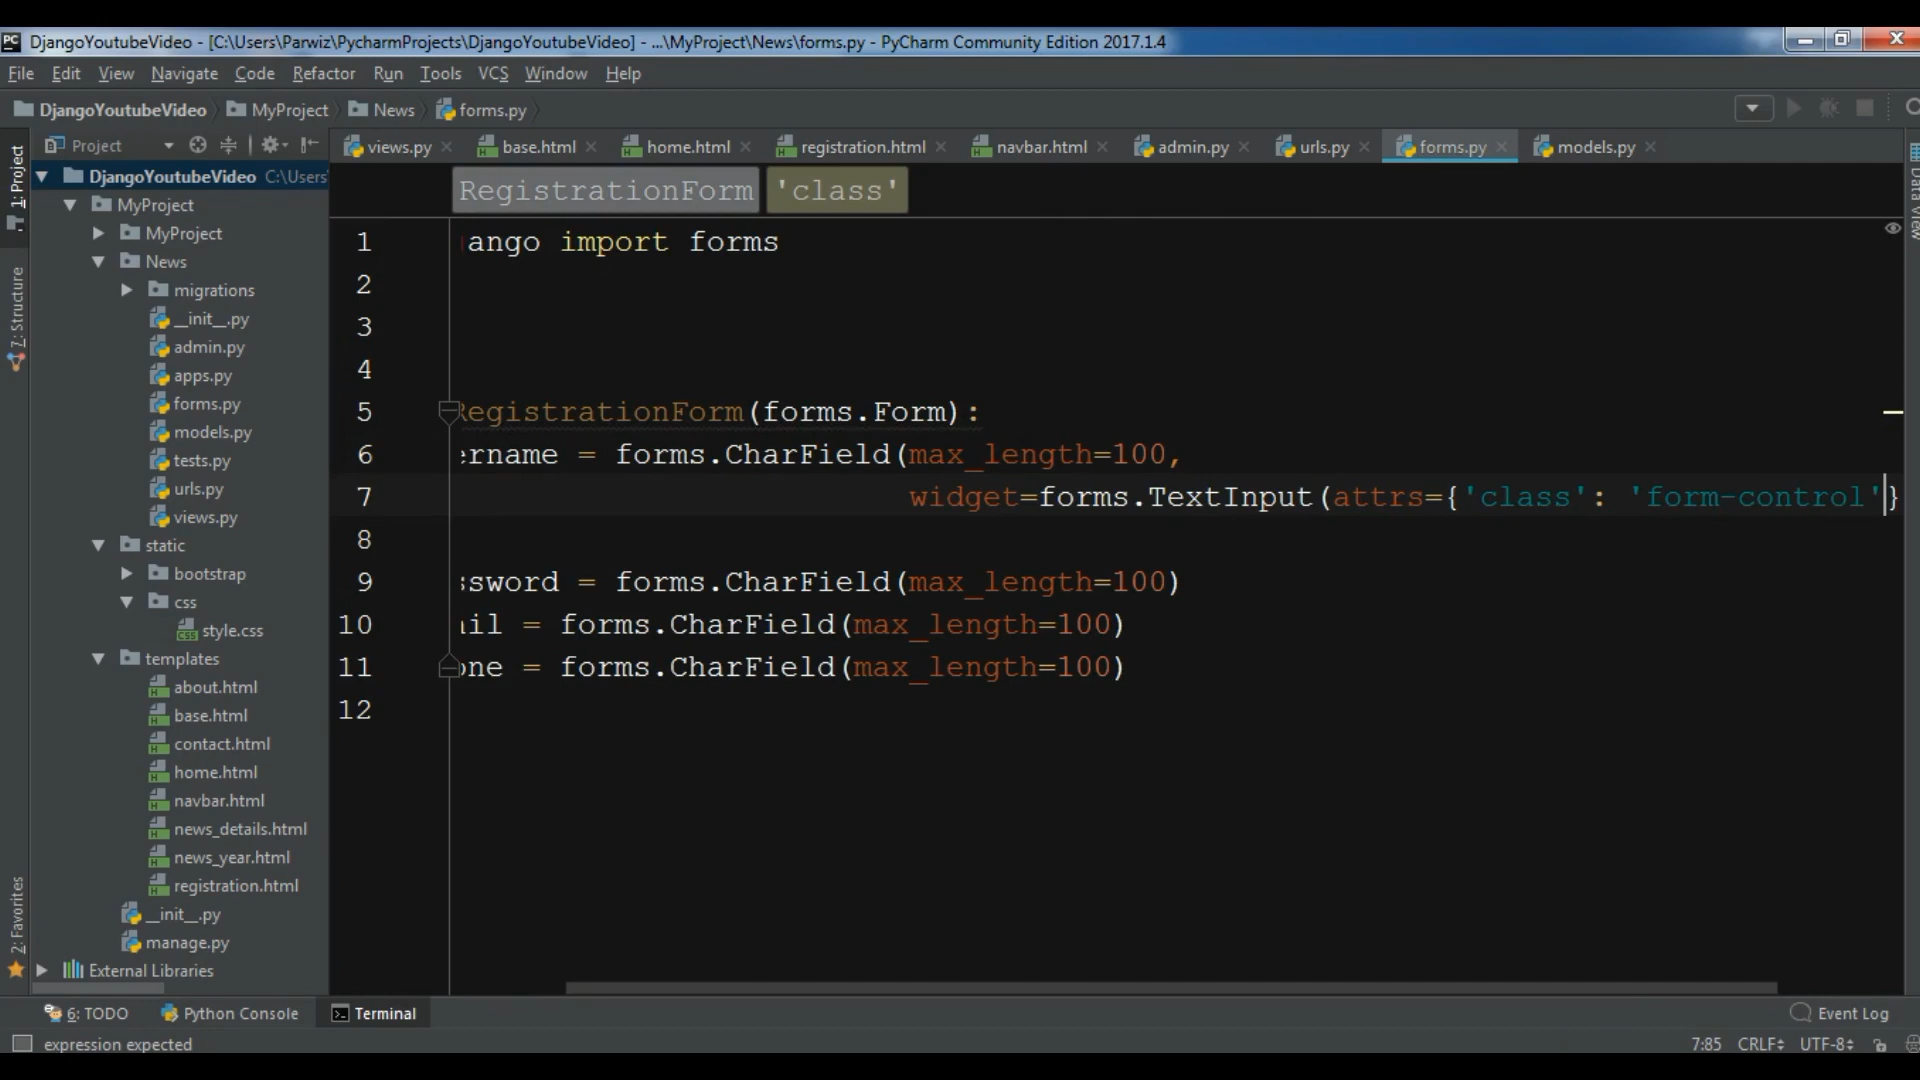 DjangoYoutubeVideo - [C:\Users\Parwiz\PycharmProjects\DjangoYoutubeVideo] - ...\MyProject\News\forms.py - PyCharm Community Edition 2017.1.4
File Edit View Navigate Code Refactor Run Tools VCS Window Help
DjangoYoutubeVideo MyProject News forms.py
Project
views.py base.html home.html registration.html navbar.html admin.py urls.py forms.py models.py
1: Project
7: Structure
2: Favorites
Data View
DjangoYoutubeVideo C:\Users
MyProject
MyProject
News
migrations
__init__.py
admin.py
apps.py
forms.py
models.py
tests.py
urls.py
views.py
static
bootstrap
css
style.css
templates
about.html
base.html
contact.html
home.html
navbar.html
news_details.html
news_year.html
registration.html
__init__.py
manage.py
External Libraries
RegistrationForm 'class'
1 ango import forms
2
3
4
5 RegistrationForm(forms.Form):
6 ername = forms.CharField(max_length=100,
7 widget=forms.TextInput(attrs={'class': 'form-control'}
8
9 ssword = forms.CharField(max_length=100)
10 ail = forms.CharField(max_length=100)
11 one = forms.CharField(max_length=100)
12
6: TODO Python Console Terminal Event Log
expression expected 7:85 CRLF UTF-8